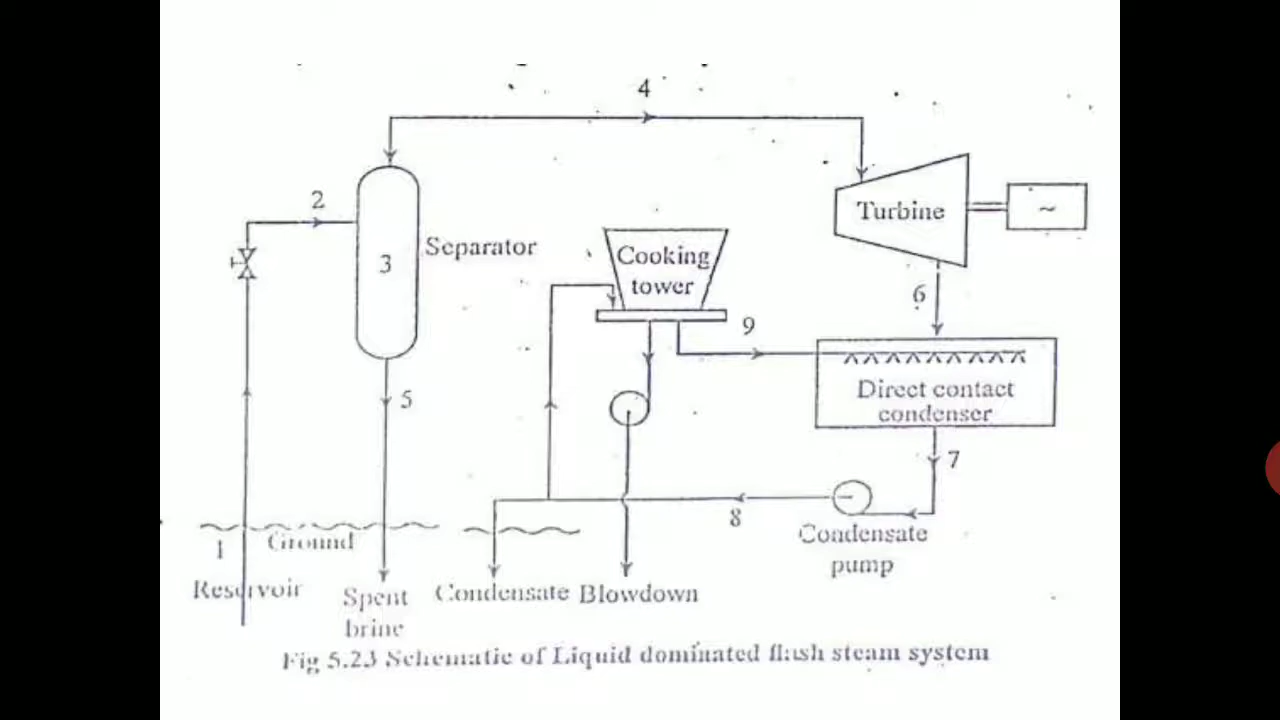 4
2
Turbine
~
Separator
3
Cooking
tower
6
9
5
Direct contact
condenser
7
8
1
Ground
Condensate
pump
Reservoir
Spent
brine
Condensate
Blowdown
Fig 5.23 Schematic of Liquid dominated flash steam system